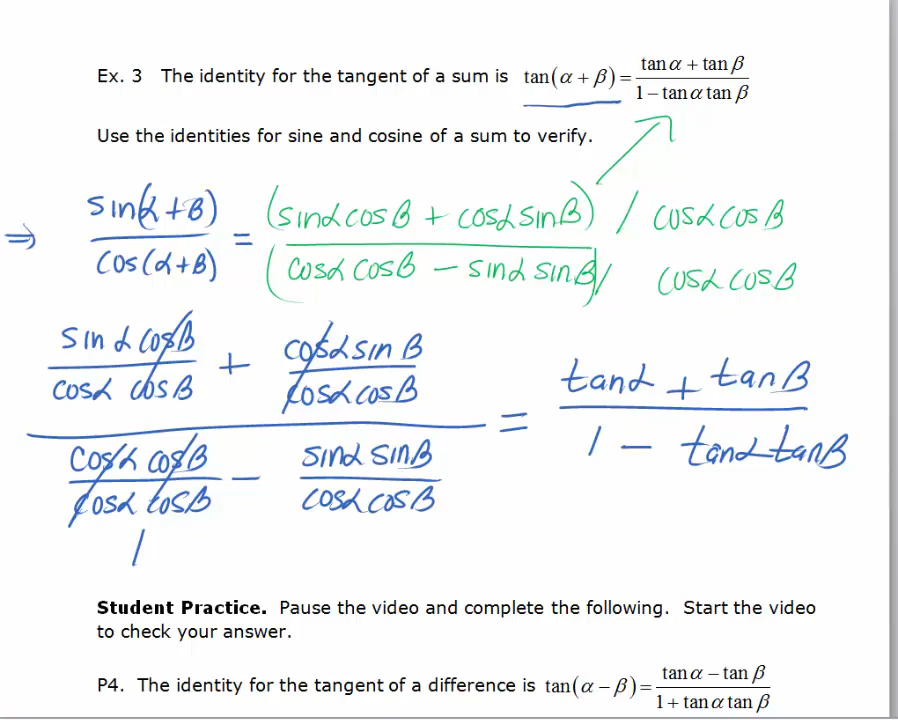 Ex. 3 The identity for the tangent of a sum is tan(α + β) = (tan α + tan β)/(1 − tan α tan β)
Use the identities for sine and cosine of a sum to verify.
⇒ sin(α + β)/cos(α + β) = (sinα cosβ + cosα sinβ) / cosα cosβ
(cosα cosβ − sinα sinβ) / cosα cosβ
sin α cosβ/cosα cosβ + cosα sin β/cosα cosβ
= (tanα + tanβ)/(1 − tanα tanβ)
cosα cosβ/cosα cosβ − sinα sinβ/cosα cosβ
1
Student Practice. Pause the video and complete the following. Start the video
to check your answer.
P4. The identity for the tangent of a difference is tan(α − β) = (tan α − tan β)/(1 + tan α tan β)